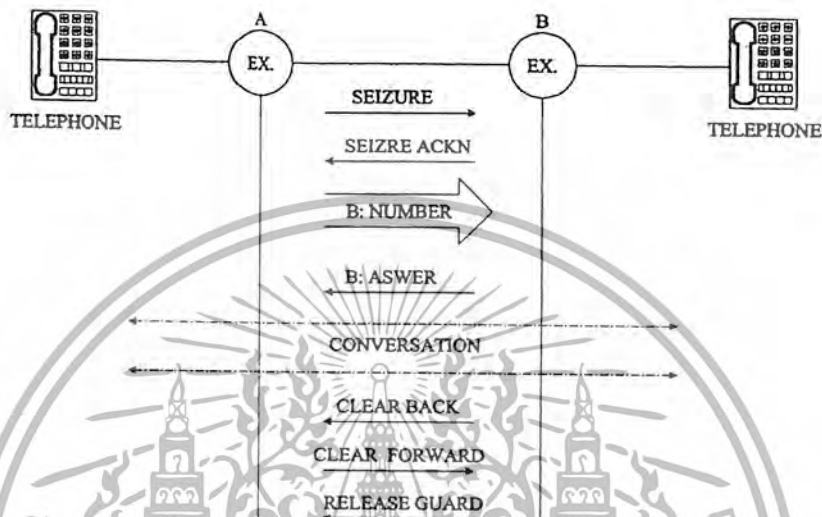 A
B
EX.
EX.
TELEPHONE
TELEPHONE
SEIZURE
SEIZRE ACKN
B: NUMBER
B: ASWER
CONVERSATION
CLEAR BACK
CLEAR FORWARD
RELEASE GUARD